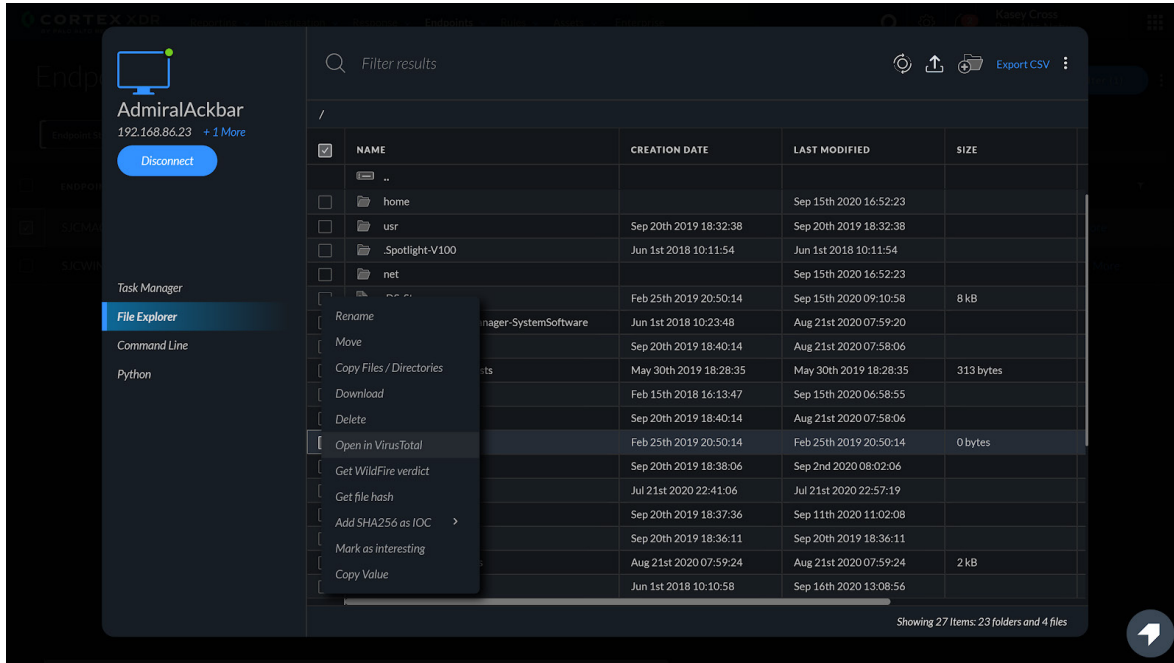 CORTEX XDR
Endpoints
Kasey Cross
AdmiralAckbar
192.168.86.23 + 1 More
Disconnect
Task Manager
File Explorer
Command Line
Python
Filter results
Export CSV
/
NAME CREATION DATE LAST MODIFIED SIZE
..
home Sep 15th 2020 16:52:23
usr Sep 20th 2019 18:32:38 Sep 20th 2019 18:32:38
.Spotlight-V100 Jun 1st 2018 10:11:54 Jun 1st 2018 10:11:54
net Sep 15th 2020 16:52:23
Feb 25th 2019 20:50:14 Sep 15th 2020 09:10:58 8 kB
nager-SystemSoftware Jun 1st 2018 10:23:48 Aug 21st 2020 07:59:20
Sep 20th 2019 18:40:14 Aug 21st 2020 07:58:06
sts May 30th 2019 18:28:35 May 30th 2019 18:28:35 313 bytes
Feb 15th 2018 16:13:47 Sep 15th 2020 06:58:55
Sep 20th 2019 18:40:14 Aug 21st 2020 07:58:06
Feb 25th 2019 20:50:14 Feb 25th 2019 20:50:14 0 bytes
Sep 20th 2019 18:38:06 Sep 2nd 2020 08:02:06
Jul 21st 2020 22:41:06 Jul 21st 2020 22:57:19
Sep 20th 2019 18:37:36 Sep 11th 2020 11:02:08
Sep 20th 2019 18:36:11 Sep 20th 2019 18:36:11
Aug 21st 2020 07:59:24 Aug 21st 2020 07:59:24 2 kB
Jun 1st 2018 10:10:58 Sep 16th 2020 13:08:56
Rename
Move
Copy Files / Directories
Download
Delete
Open in VirusTotal
Get WildFire verdict
Get file hash
Add SHA256 as IOC
Mark as interesting
Copy Value
Showing 27 Items: 23 folders and 4 files